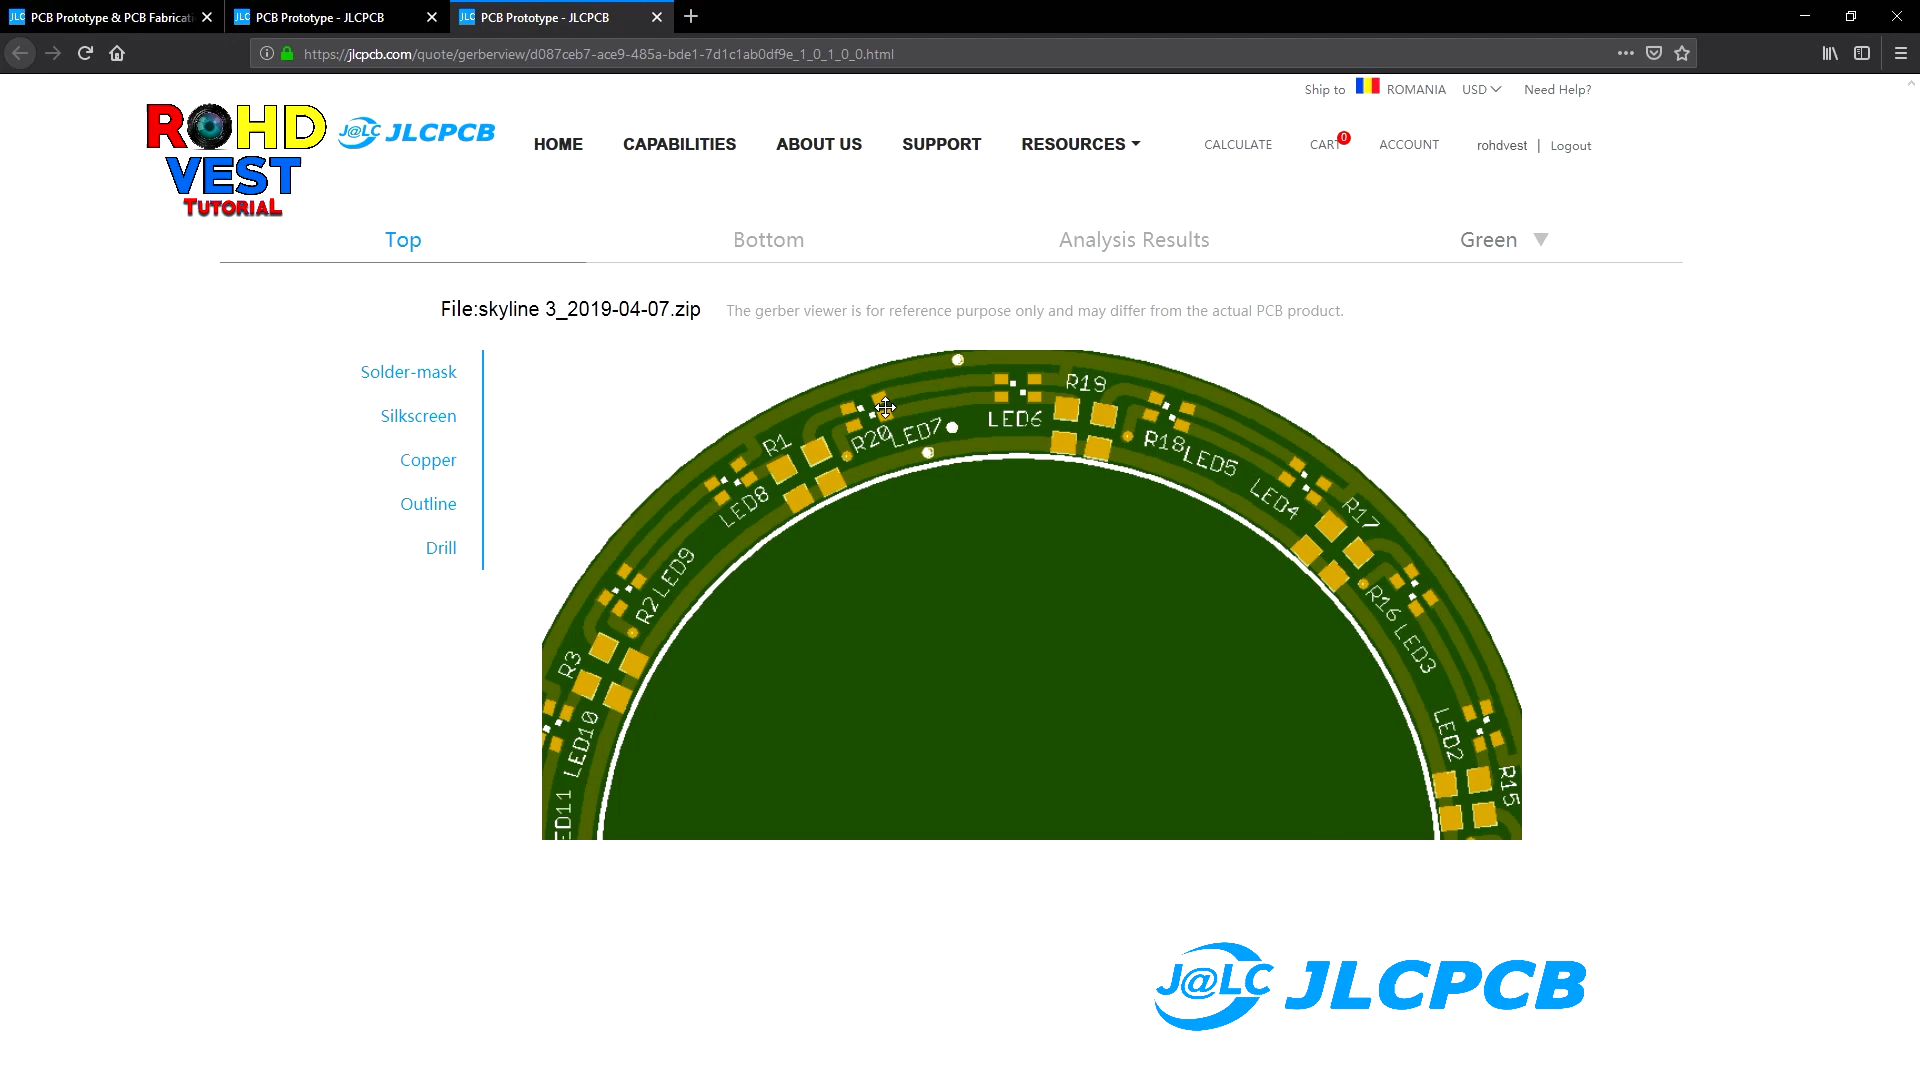 PCB Prototype & PCB Fabricati
PCB Prototype - JLCPCB
PCB Prototype - JLCPCB
https://jlcpcb.com/quote/gerberview/d087ceb7-ace9-485a-bde1-7d1c1ab0df9e_1_0_1_0_0.html
Ship to ROMANIA USD Need Help?
ROHD
VEST
TUTORIAL
J@LC JLCPCB
HOME CAPABILITIES ABOUT US SUPPORT RESOURCES
CALCULATE CART 0 ACCOUNT rohdvest | Logout
Top Bottom Analysis Results Green
File:skyline 3_2019-04-07.zip The gerber viewer is for reference purpose only and may differ from the actual PCB product.
Solder-mask
Silkscreen
Copper
Outline
Drill
R19
LED6
R20 LED7
R1
R18 LED5
LED8
LED4
R17
LED9
R2
R16
LED3
R3
LED10
LED2
R15
ED11
J@LC JLCPCB